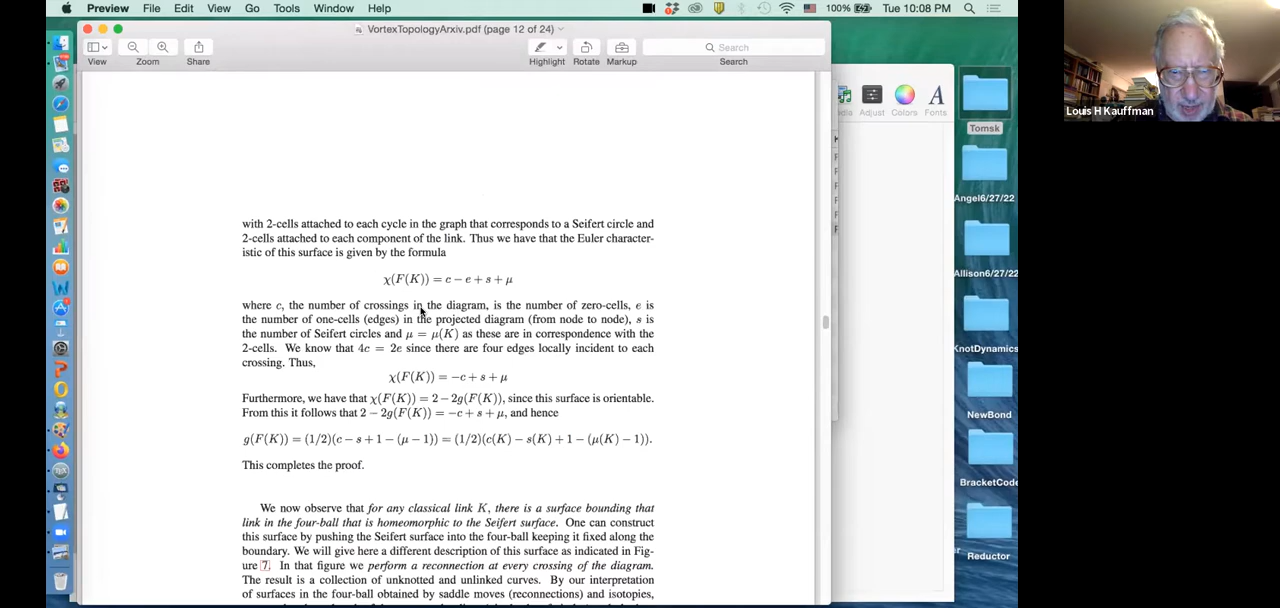 Preview File Edit View Go Tools Window Help 100% Tue 10:08 PM
VortexTopologyArxiv.pdf (page 12 of 24)
View Zoom Share Highlight Rotate Markup Search
Search
Adjust Colors Fonts
with 2-cells attached to each cycle in the graph that corresponds to a Seifert circle and
2-cells attached to each component of the link. Thus we have that the Euler character-
istic of this surface is given by the formula
χ(F(K)) = c − e + s + μ
where c, the number of crossings in the diagram, is the number of zero-cells, e is
the number of one-cells (edges) in the projected diagram (from node to node), s is
the number of Seifert circles and μ = μ(K) as these are in correspondence with the
2-cells. We know that 4c = 2e since there are four edges locally incident to each
crossing. Thus,
χ(F(K)) = −c + s + μ
Furthermore, we have that χ(F(K)) = 2 − 2g(F(K)), since this surface is orientable.
From this it follows that 2 − 2g(F(K)) = −c + s + μ, and hence
g(F(K)) = (1/2)(c − s + 1 − (μ − 1)) = (1/2)(c(K) − s(K) + 1 − (μ(K) − 1)).
This completes the proof.
We now observe that for any classical link K, there is a surface bounding that
link in the four-ball that is homeomorphic to the Seifert surface. One can construct
this surface by pushing the Seifert surface into the four-ball keeping it fixed along the
boundary. We will give here a different description of this surface as indicated in Fig-
ure 7. In that figure we perform a reconnection at every crossing of the diagram.
The result is a collection of unknotted and unlinked curves. By our interpretation
of surfaces in the four-ball obtained by saddle moves (reconnections) and isotopies,
Tomsk
Angel6/27/22
Allison6/27/22
KnotDynamics
NewBond
BracketCode
Reductor
Louis H Kauffman